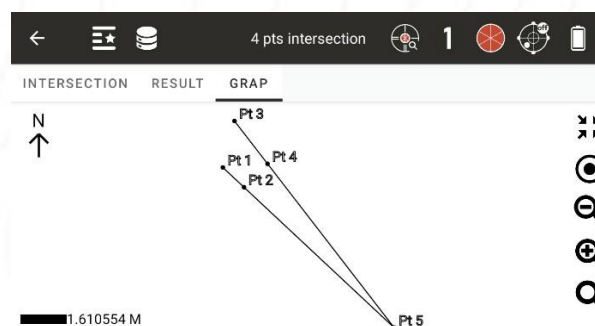 4 pts intersection
1
off
INTERSECTION RESULT GRAP
N
Pt 3
Pt 1
Pt 4
Pt 2
Pt 5
1.610554 M